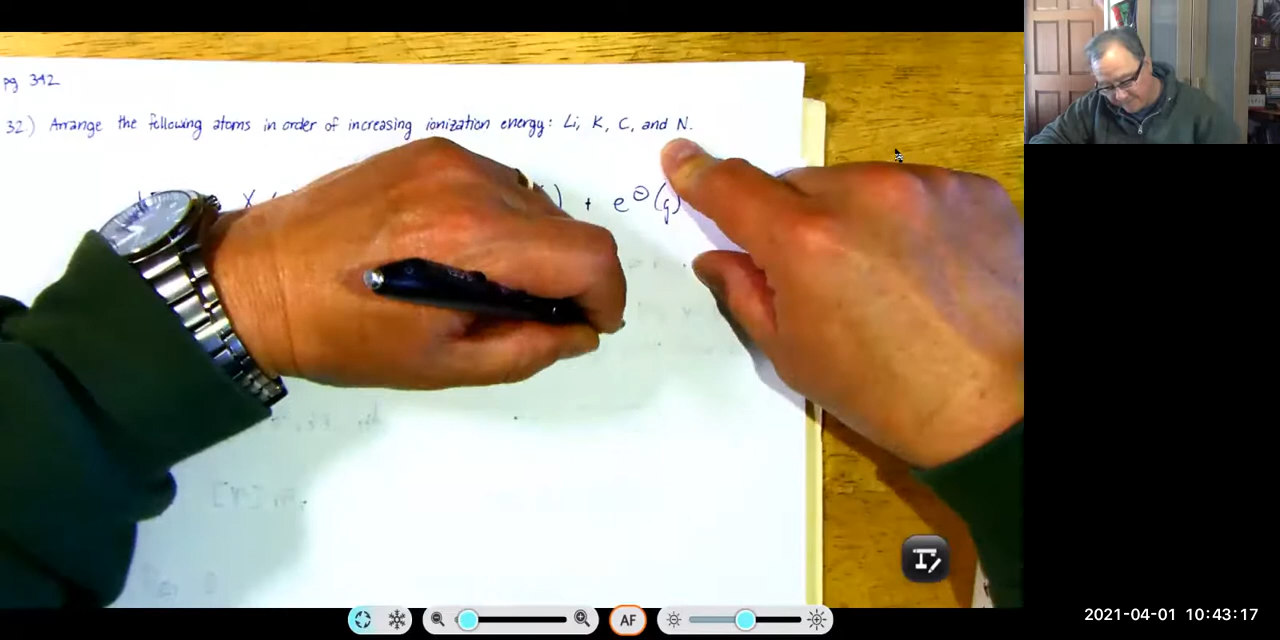 pg 342
32.) Arrange the following atoms in order of increasing ionization energy: Li, K, C, and N.
X ) + e⊖(g)
AF
2021-04-01 10:43:17